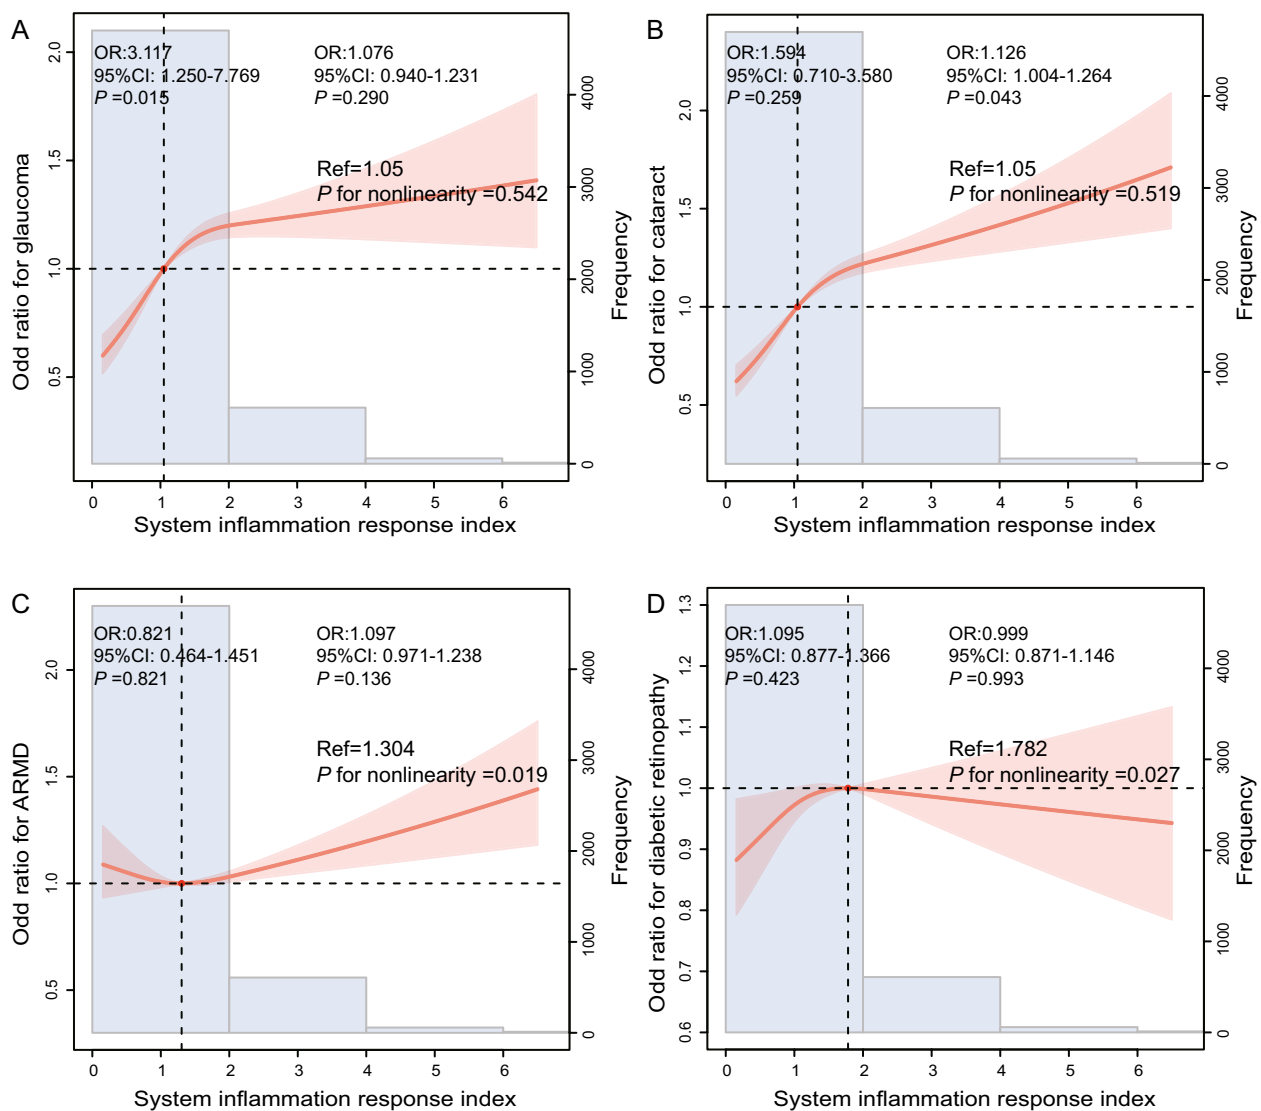 A
OR:3.117
95%CI: 1.250-7.769
P =0.015
OR:1.076
95%CI: 0.940-1.231
P =0.290
Ref=1.05
P for nonlinearity =0.542
Odd ratio for glaucoma
2.0
1.5
1.0
0.5
4000
3000
2000
1000
0
Frequency
0 1 2 3 4 5 6
System inflammation response index
B
OR:1.594
95%CI: 0.710-3.580
P =0.259
OR:1.126
95%CI: 1.004-1.264
P =0.043
Ref=1.05
P for nonlinearity =0.519
Odd ratio for cataract
2.0
1.5
1.0
0.5
4000
3000
2000
1000
0
Frequency
0 1 2 3 4 5 6
System inflammation response index
C
OR:0.821
95%CI: 0.464-1.451
P =0.821
OR:1.097
95%CI: 0.971-1.238
P =0.136
Ref=1.304
P for nonlinearity =0.019
Odd ratio for ARMD
2.0
1.5
1.0
0.5
4000
3000
2000
1000
0
Frequency
0 1 2 3 4 5 6
System inflammation response index
D
OR:1.095
95%CI: 0.877-1.366
P =0.423
OR:0.999
95%CI: 0.871-1.146
P =0.993
Ref=1.782
P for nonlinearity =0.027
Odd ratio for diabetic retinopathy
1.3
1.2
1.1
1.0
0.9
0.8
0.7
0.6
4000
3000
2000
1000
0
Frequency
0 1 2 3 4 5 6
System inflammation response index